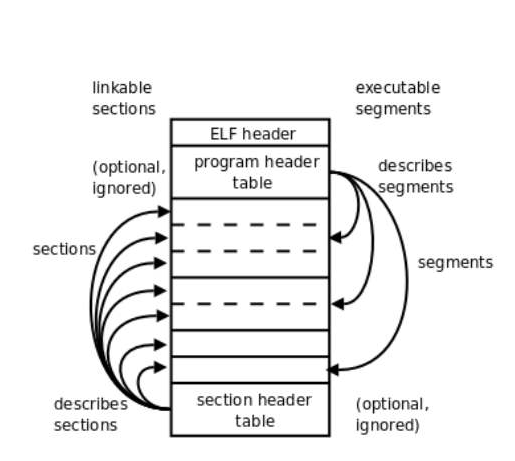 linkable
sections
executable
segments
ELF header
(optional,
ignored)
program header
table
describes
segments
sections
segments
describes
sections
section header
table
(optional,
ignored)